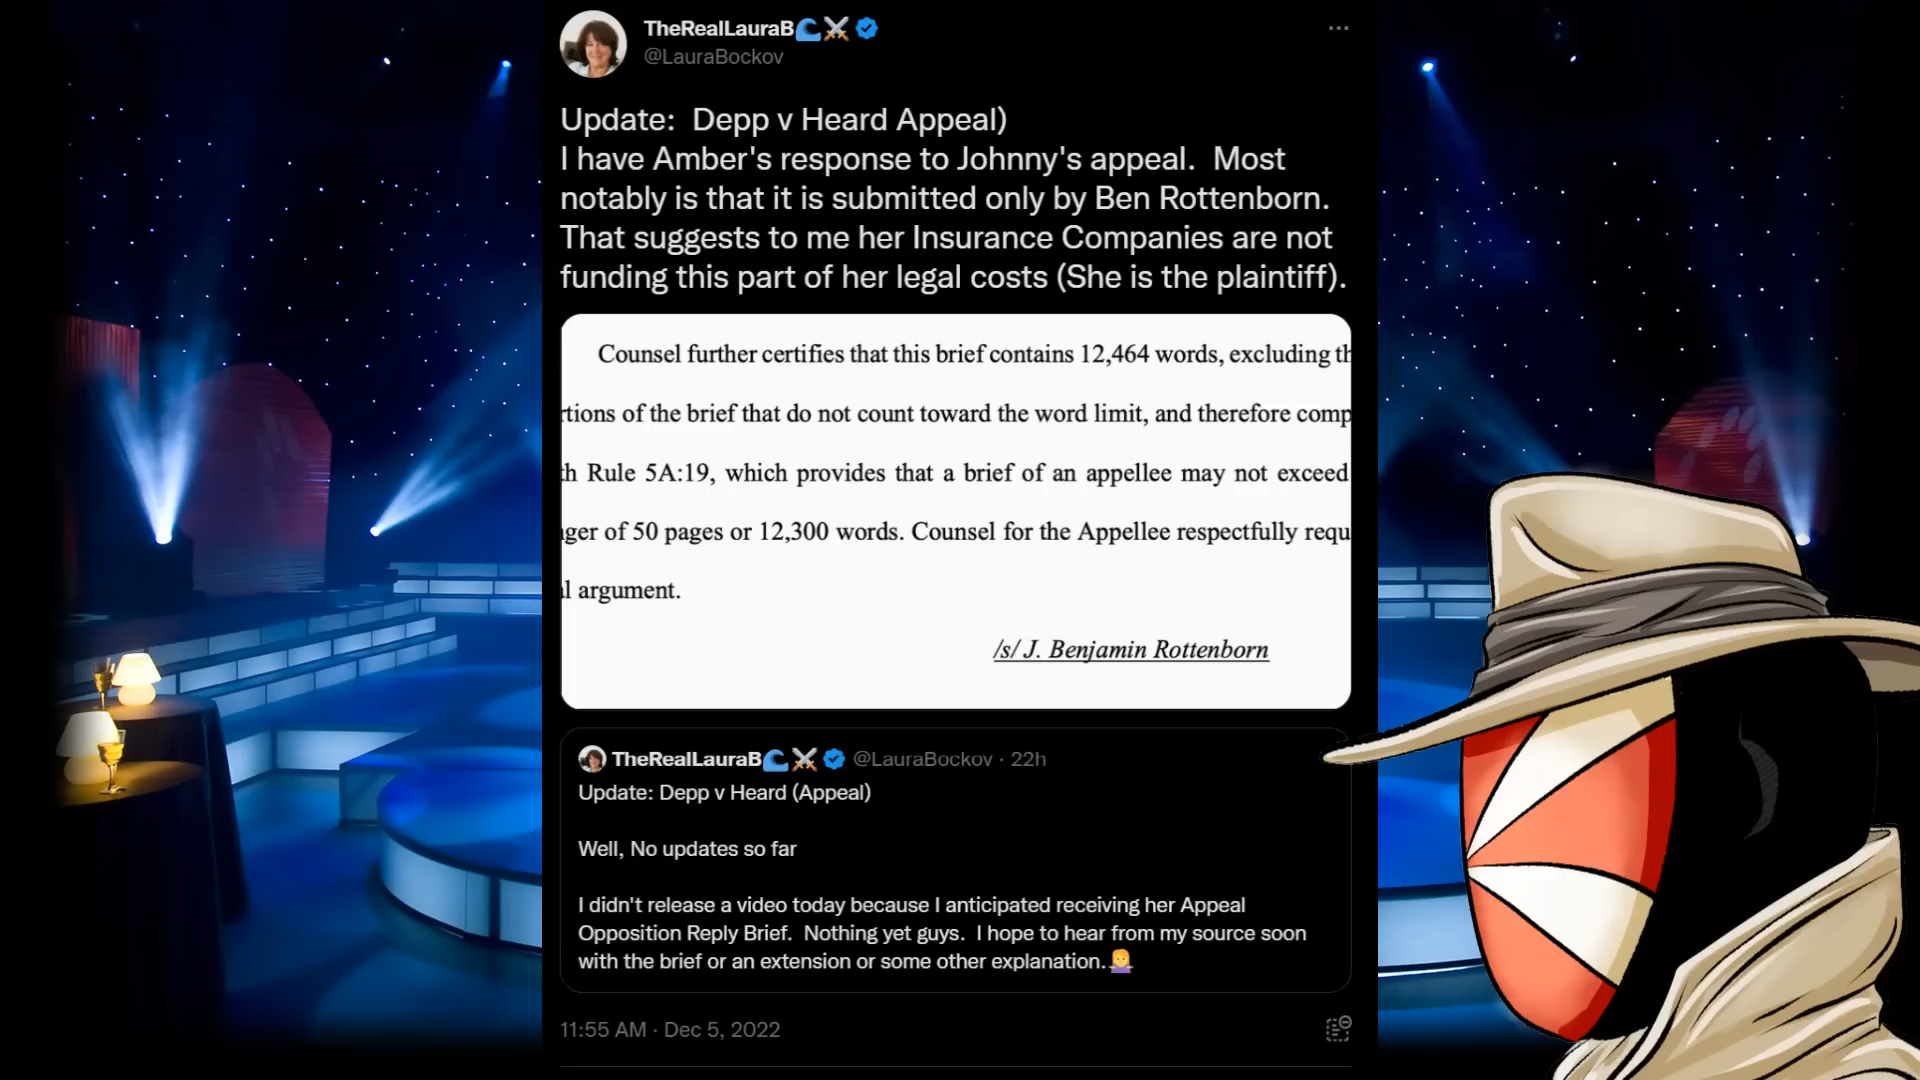 TheRealLauraB🌊⚔️
@LauraBockov
Update:  Depp v Heard Appeal)
I have Amber's response to Johnny's appeal.  Most
notably is that it is submitted only by Ben Rottenborn.
That suggests to me her Insurance Companies are not
funding this part of her legal costs (She is the plaintiff).
Counsel further certifies that this brief contains 12,464 words, excluding th
rtions of the brief that do not count toward the word limit, and therefore comp
th Rule 5A:19, which provides that a brief of an appellee may not exceed
nger of 50 pages or 12,300 words. Counsel for the Appellee respectfully requ
l argument.
/s/ J. Benjamin Rottenborn
TheRealLauraB🌊⚔️ @LauraBockov · 22h
Update: Depp v Heard (Appeal)
Well, No updates so far
I didn't release a video today because I anticipated receiving her Appeal
Opposition Reply Brief.  Nothing yet guys.  I hope to hear from my source soon
with the brief or an extension or some other explanation.🤷‍♀️
11:55 AM · Dec 5, 2022